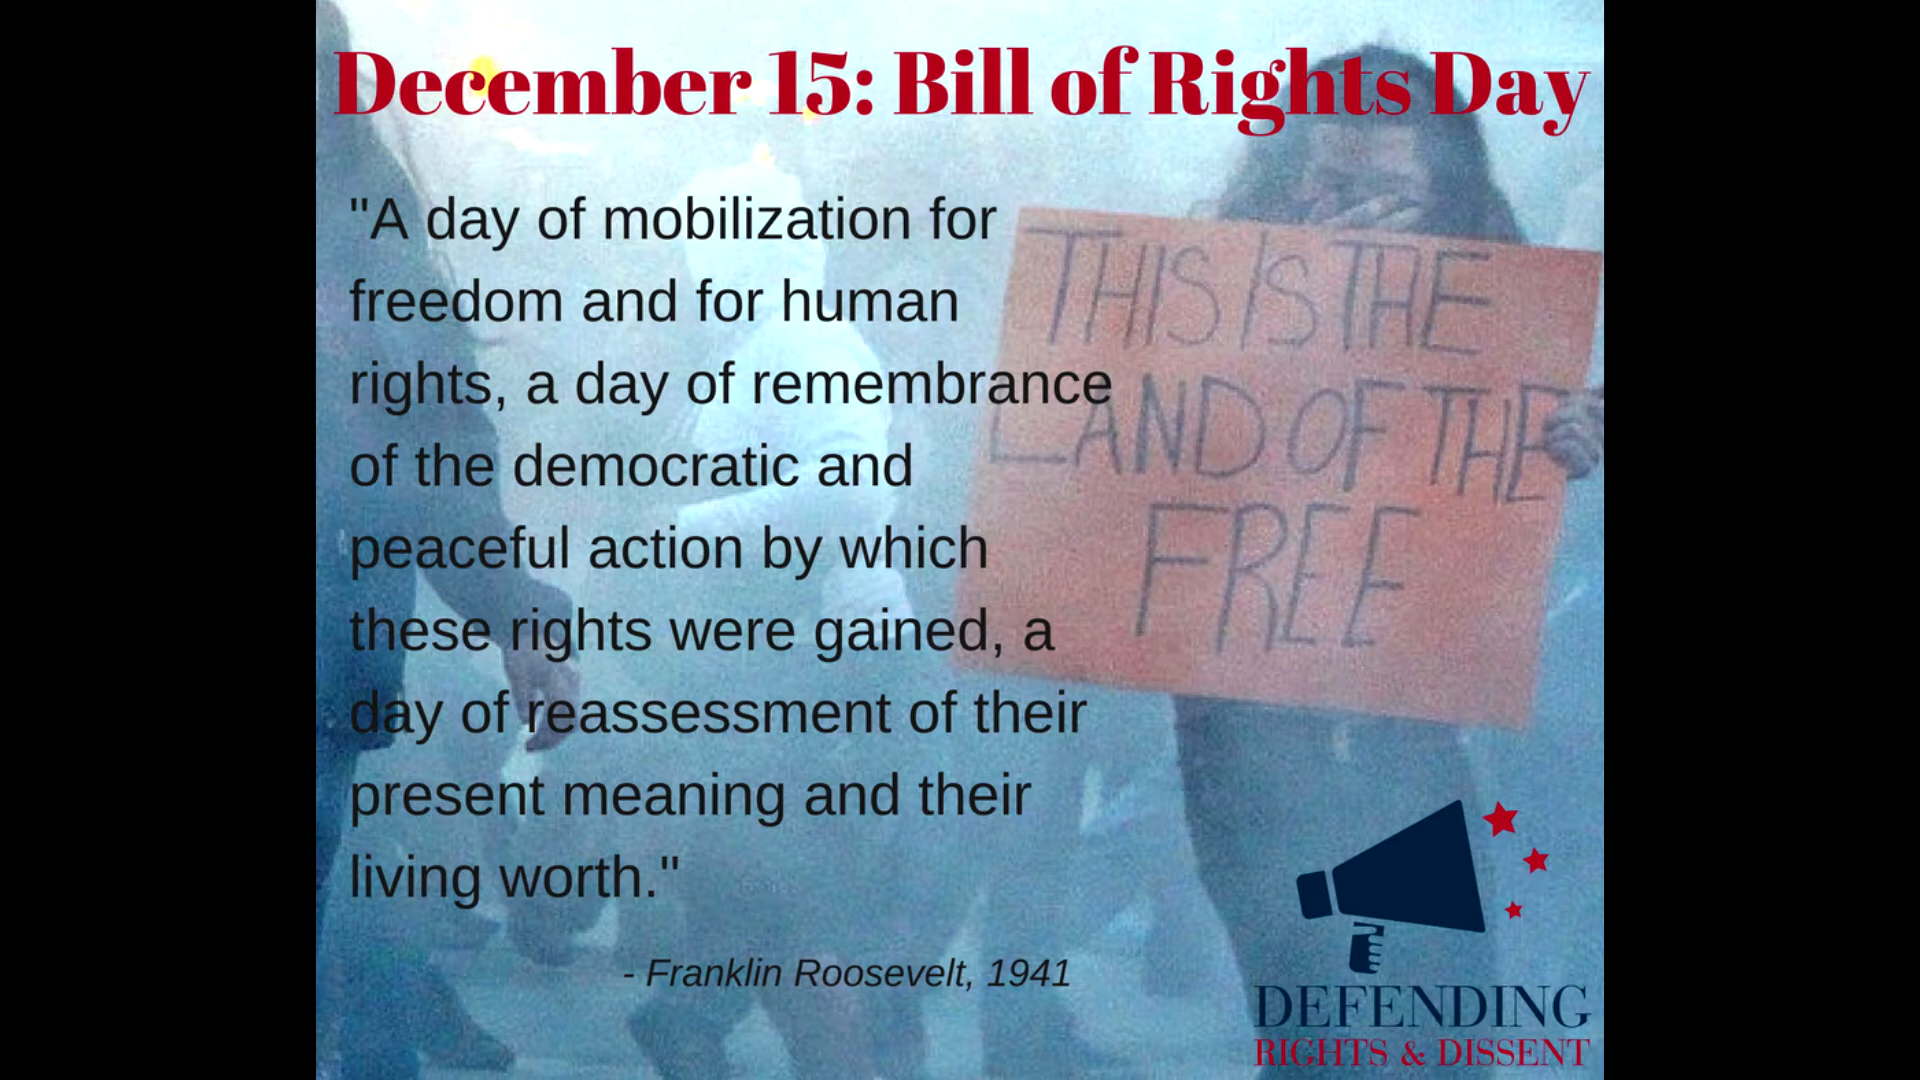 December 15: Bill of Rights Day
"A day of mobilization for
freedom and for human
rights, a day of remembrance
of the democratic and
peaceful action by which
these rights were gained, a
day of reassessment of their
present meaning and their
living worth."
- Franklin Roosevelt, 1941
THIS IS THE
LAND OF THE
FREE
DEFENDING
RIGHTS & DISSENT